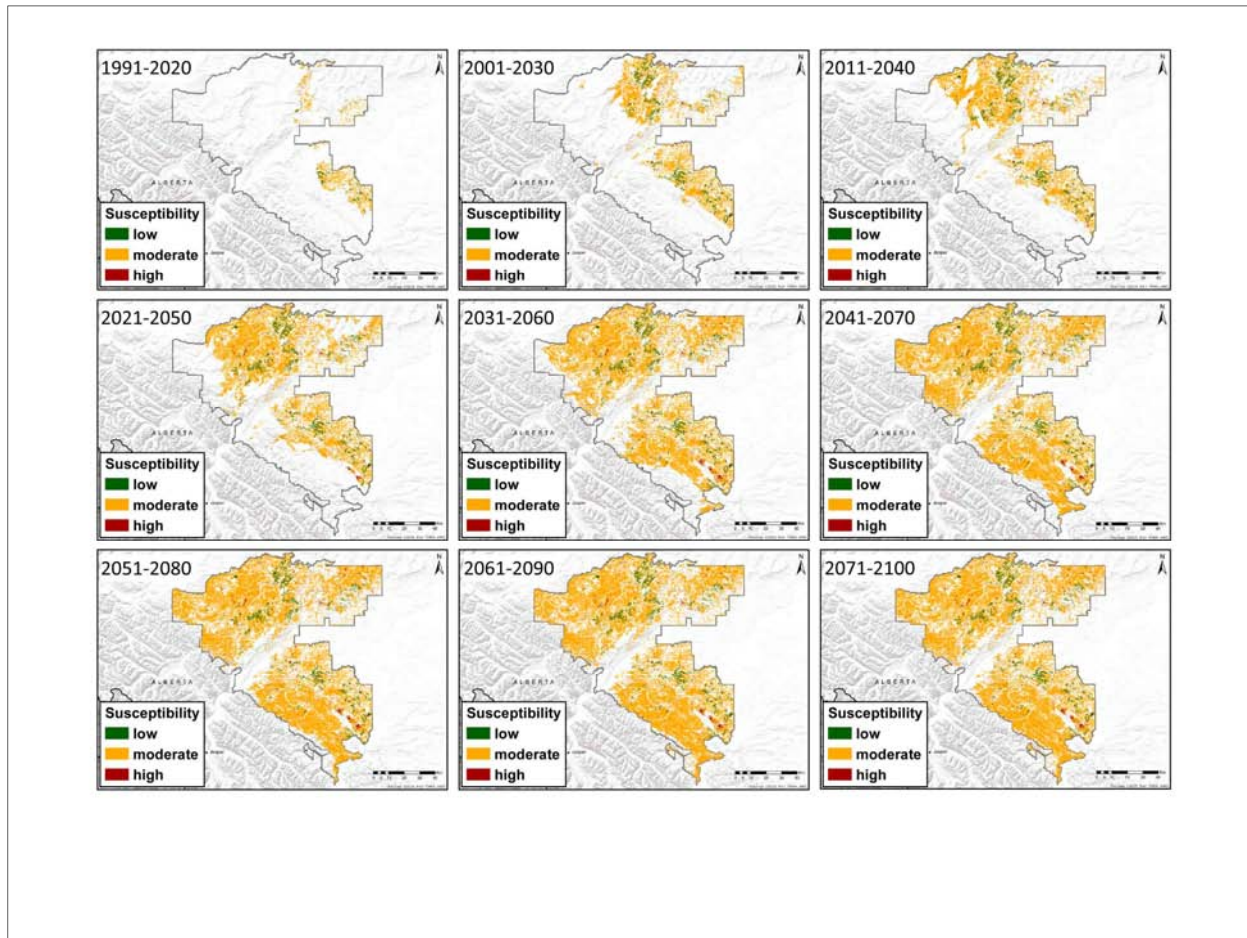 1991-2020
N
ALBERTA
Susceptibility
low
moderate
high
2001-2030
N
ALBERTA
Susceptibility
low
moderate
high
2011-2040
N
ALBERTA
Susceptibility
low
moderate
high
2021-2050
N
ALBERTA
Susceptibility
low
moderate
high
2031-2060
N
ALBERTA
Susceptibility
low
moderate
high
2041-2070
N
ALBERTA
Susceptibility
low
moderate
high
2051-2080
N
ALBERTA
Susceptibility
low
moderate
high
2061-2090
N
ALBERTA
Susceptibility
low
moderate
high
2071-2100
N
ALBERTA
Susceptibility
low
moderate
high